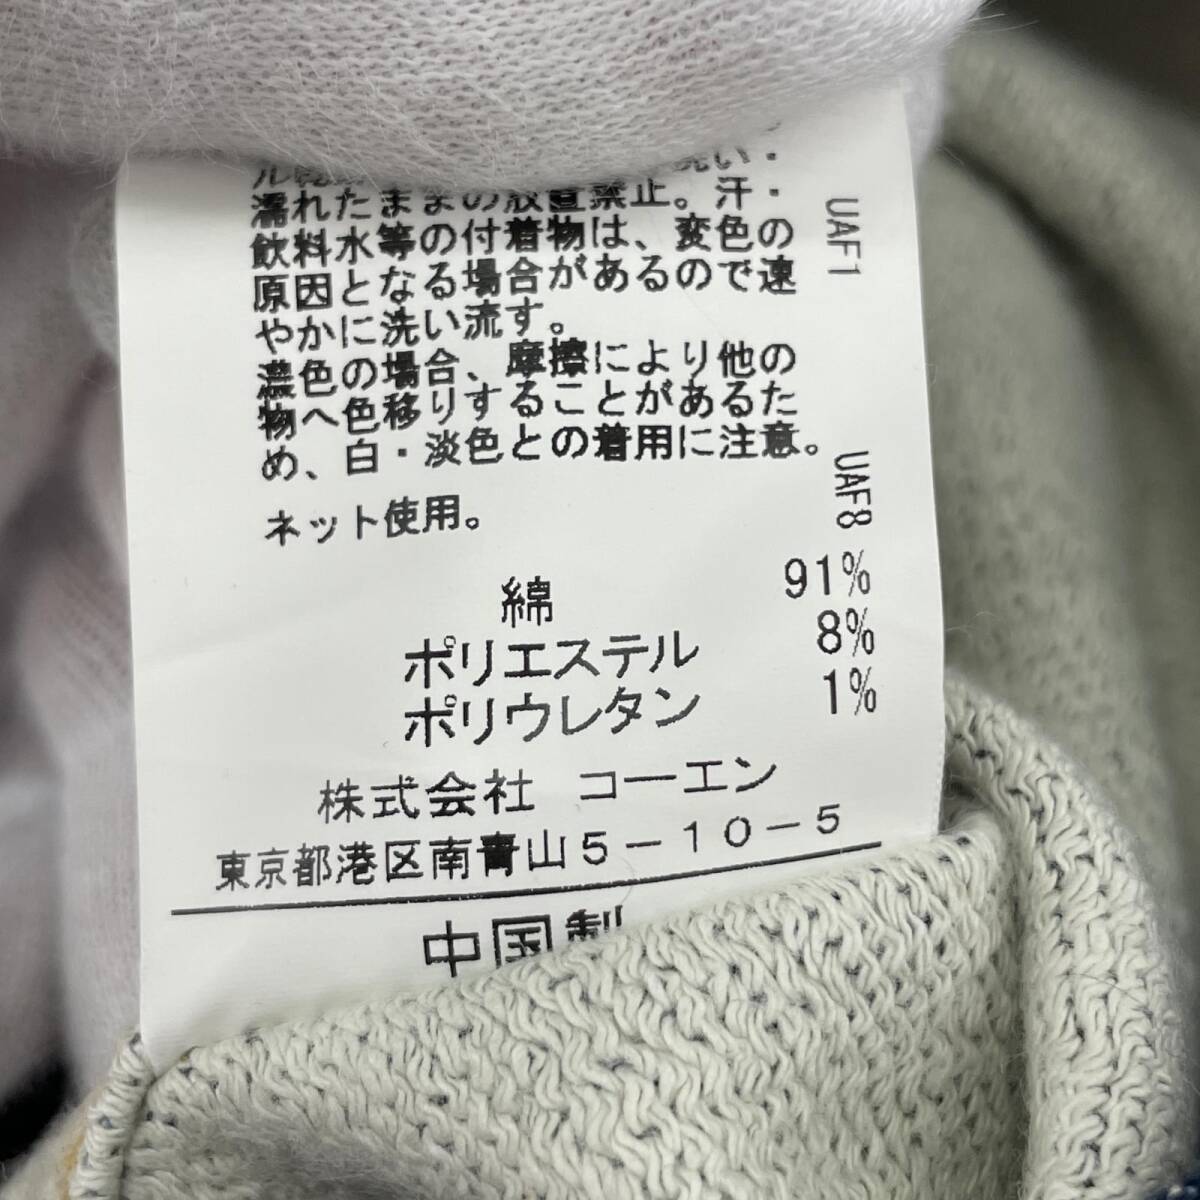 濡れたままの放置禁止。汗・
飲料水等の付着物は、変色の
原因となる場合があるので速
やかに洗い流す。
濃色の場合、摩擦により他の
物へ色移りすることがあるた
め、白・淡色との着用に注意。
ネット使用。
UAF1
UAF8
綿 91%
ポリエステル 8%
ポリウレタン 1%
株式会社 コーエン
東京都港区南青山5－10－5
中国製